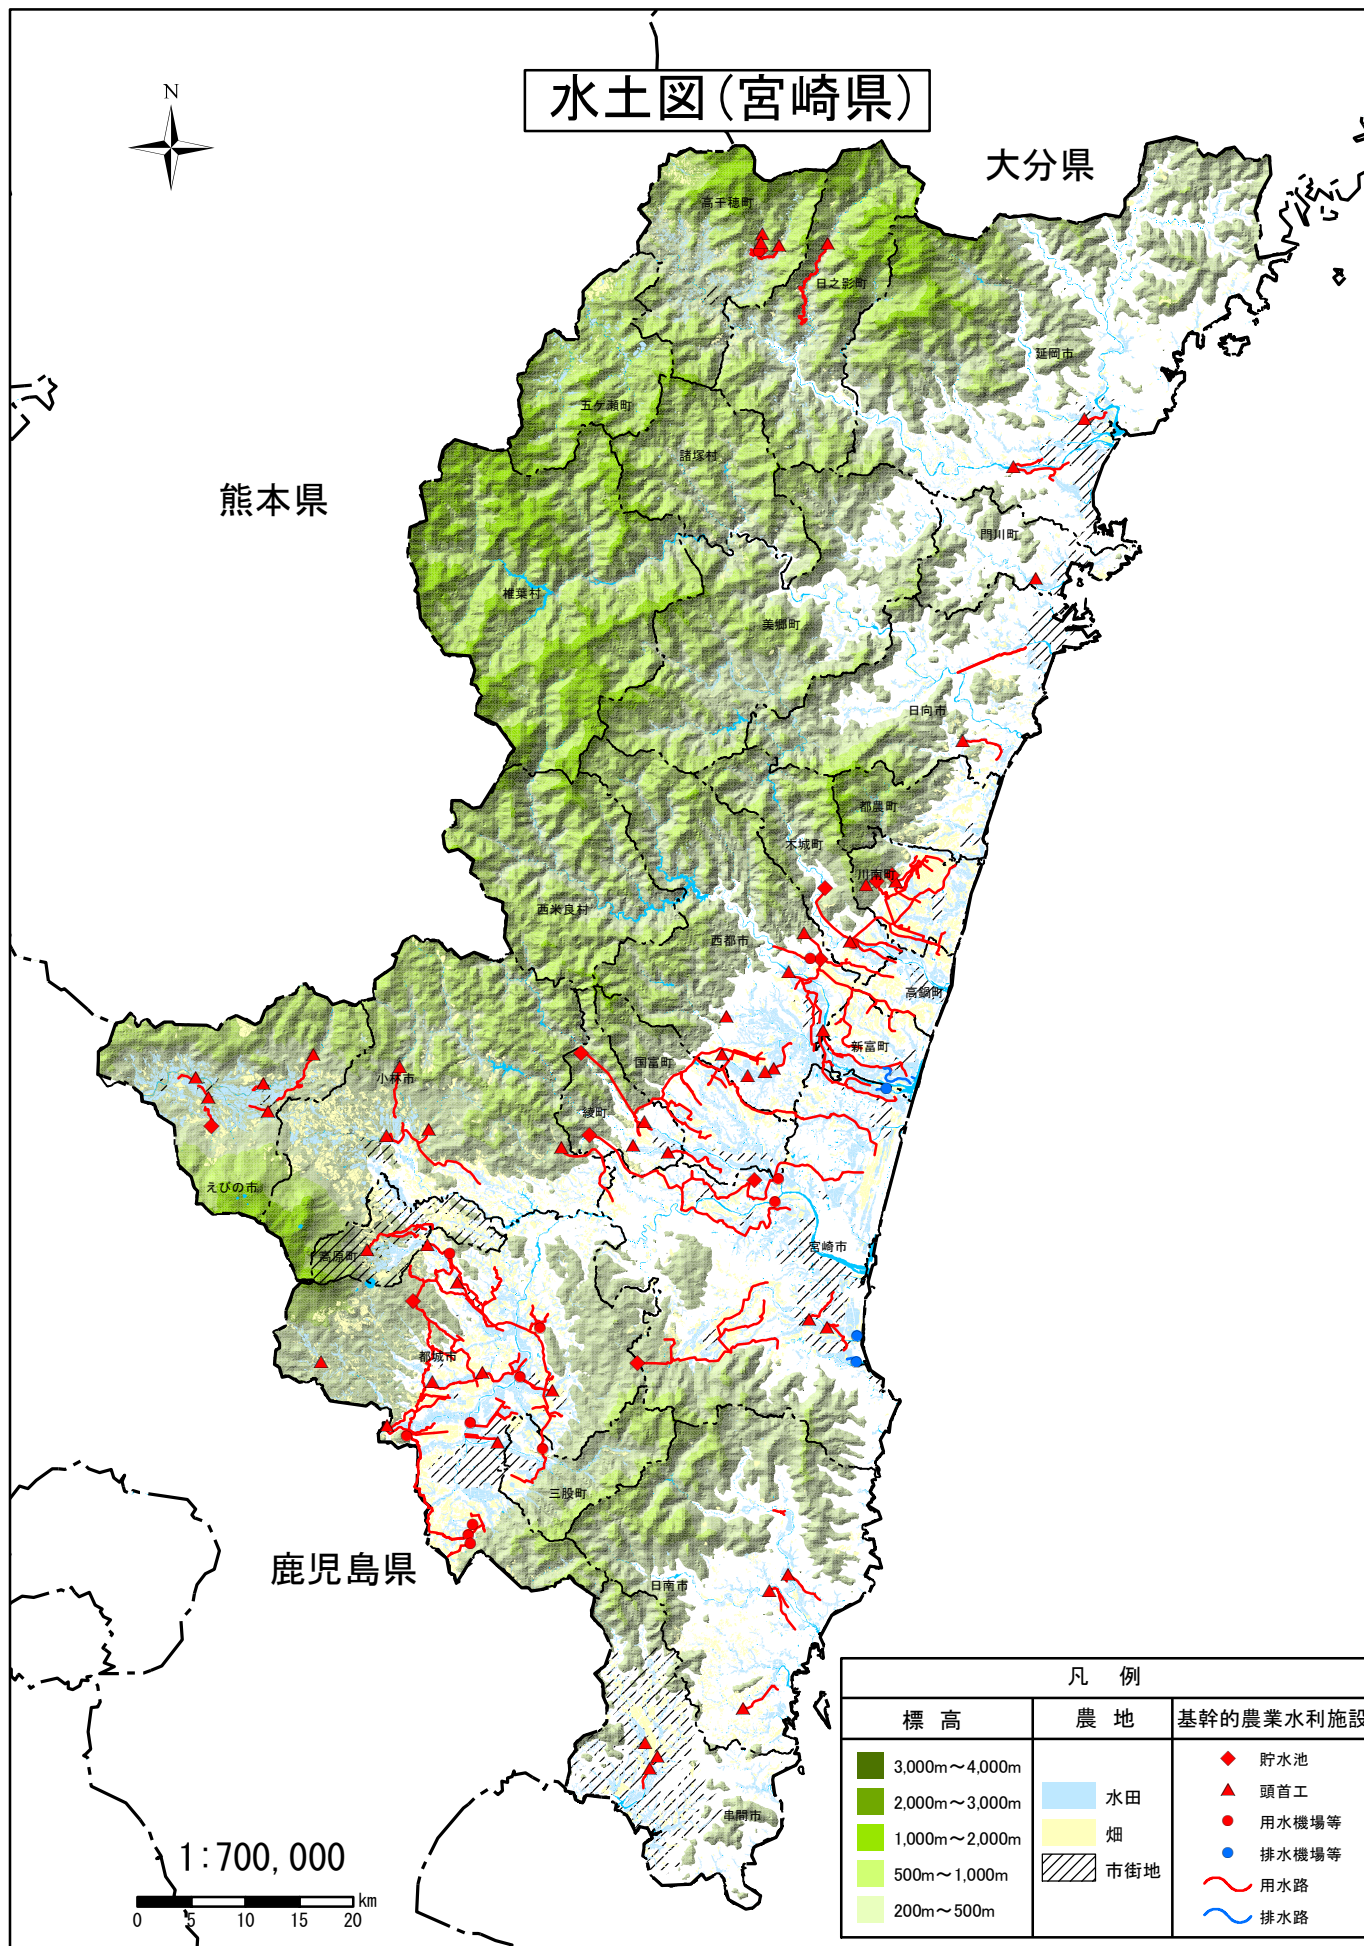 水土図(宮崎県)
N
大分県
高千穂町
日之影町
延岡市
五ケ瀬町
諸塚村
熊本県
門川町
椎葉村
美郷町
日向市
都農町
木城町
川南町
西米良村
西都市
高鍋町
新富町
国富町
小林市
綾町
えびの市
宮崎市
高原町
都城市
三股町
鹿児島県
日南市
串間市
凡 例
標 高
農 地
基幹的農業水利施設
3,000m～4,000m
2,000m～3,000m
1,000m～2,000m
500m～1,000m
200m～500m
水田
畑
市街地
貯水池
頭首工
用水機場等
排水機場等
用水路
排水路
1:700,000
km
0 5 10 15 20